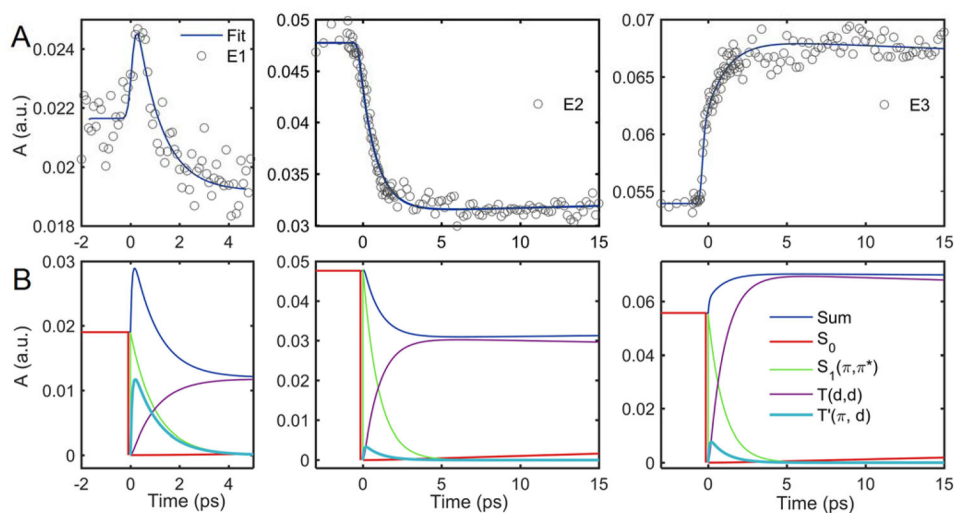 A
A (a.u.)
0.024
0.022
0.02
0.018
-2 0 2 4
Fit
E1
0.05
0.045
0.04
0.035
0.03
0 5 10 15
E2
0.07
0.065
0.06
0.055
0 5 10 15
E3
B
A (a.u.)
0.03
0.02
0.01
0
-2 0 2 4
Time (ps)
0.05
0.04
0.03
0.02
0.01
0
0 5 10 15
Time (ps)
0.06
0.04
0.02
0
0 5 10 15
Time (ps)
Sum
S₀
S₁(π,π*)
T(d,d)
T'(π, d)